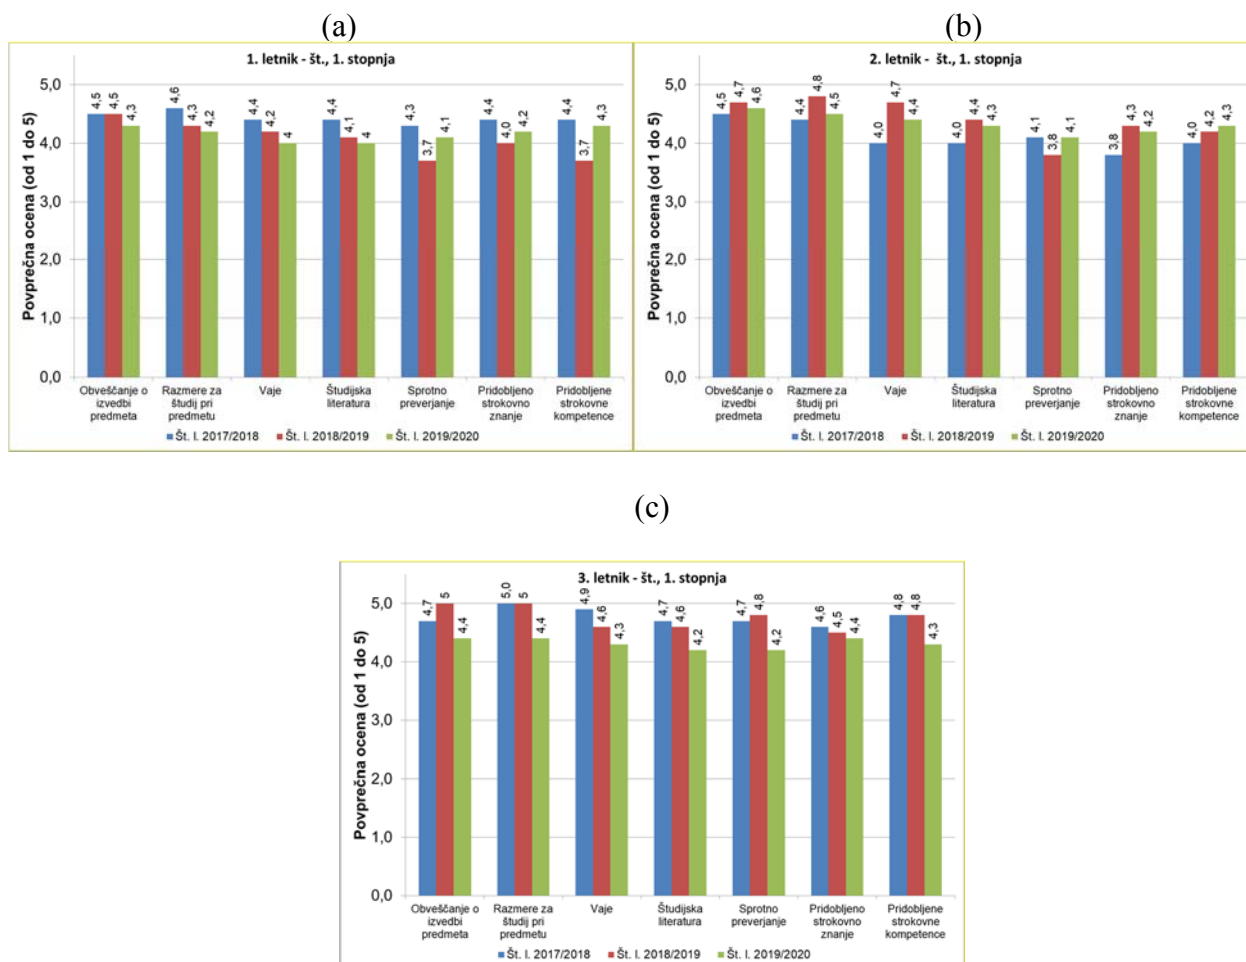 (a)
1. letnik - št., 1. stopnja
Povprečna ocena (od 1 do 5)
5,0
4,0
3,0
2,0
1,0
0,0
4,5 4,5 4,3
4,6 4,3 4,2
4,4 4,2 4
4,4 4,1 4
4,3 3,7 4,1
4,4 4,0 4,2
4,4 3,7 4,3
Obveščanje o
izvedbi
predmeta
Razmere za
študij pri
predmetu
Vaje
Študijska
literatura
Sprotno
preverjanje
Pridobljeno
strokovno
znanje
Pridobljene
strokovne
kompetence
Št. l. 2017/2018 Št. l. 2018/2019 Št. l. 2019/2020
(b)
2. letnik - št., 1. stopnja
Povprečna ocena (od 1 do 5)
5,0
4,0
3,0
2,0
1,0
0,0
4,5 4,7 4,6
4,4 4,8 4,5
4,0 4,7 4,4
4,0 4,4 4,3
4,1 3,8 4,1
3,8 4,3 4,2
4,0 4,2 4,3
Obveščanje o
izvedbi
predmeta
Razmere za
študij pri
predmetu
Vaje
Študijska
literatura
Sprotno
preverjanje
Pridobljeno
strokovno
znanje
Pridobljene
strokovne
kompetence
Št. l. 2017/2018 Št. l. 2018/2019 Št. l. 2019/2020
(c)
3. letnik - št., 1. stopnja
Povprečna ocena (od 1 do 5)
5,0
4,0
3,0
2,0
1,0
0,0
4,7 5 4,4
5,0 5 4,4
4,9 4,6 4,3
4,7 4,6 4,2
4,7 4,8 4,2
4,6 4,5 4,4
4,8 4,8 4,3
Obveščanje o
izvedbi
predmeta
Razmere za
študij pri
predmetu
Vaje
Študijska
literatura
Sprotno
preverjanje
Pridobljeno
strokovno
znanje
Pridobljene
strokovne
kompetence
Št. l. 2017/2018 Št. l. 2018/2019 Št. l. 2019/2020